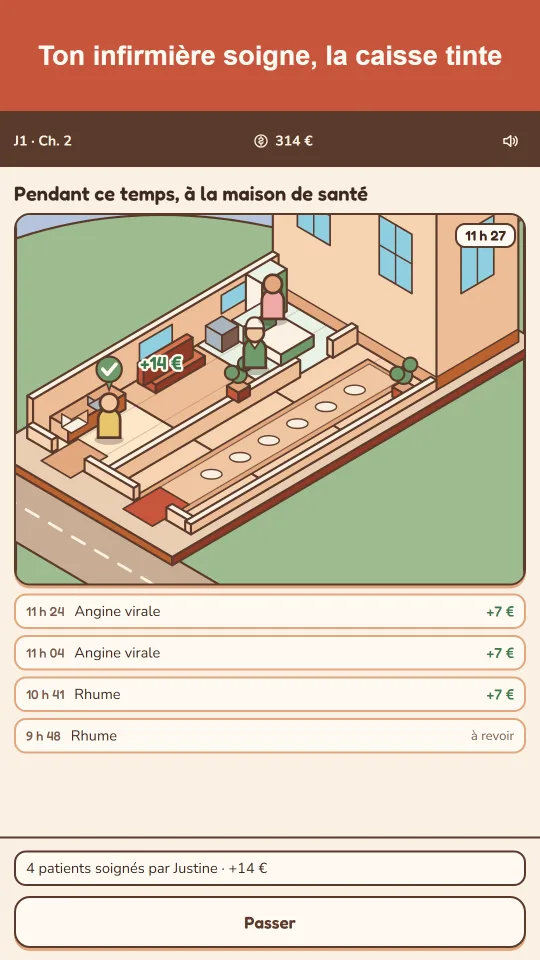 Ton infirmière soigne, la caisse tinte
J1 · Ch. 2
314 €
Pendant ce temps, à la maison de santé
11 h 27
+14 €
11 h 24 Angine virale +7 €
11 h 04 Angine virale +7 €
10 h 41 Rhume +7 €
9 h 48 Rhume à revoir
4 patients soignés par Justine · +14 €
Passer